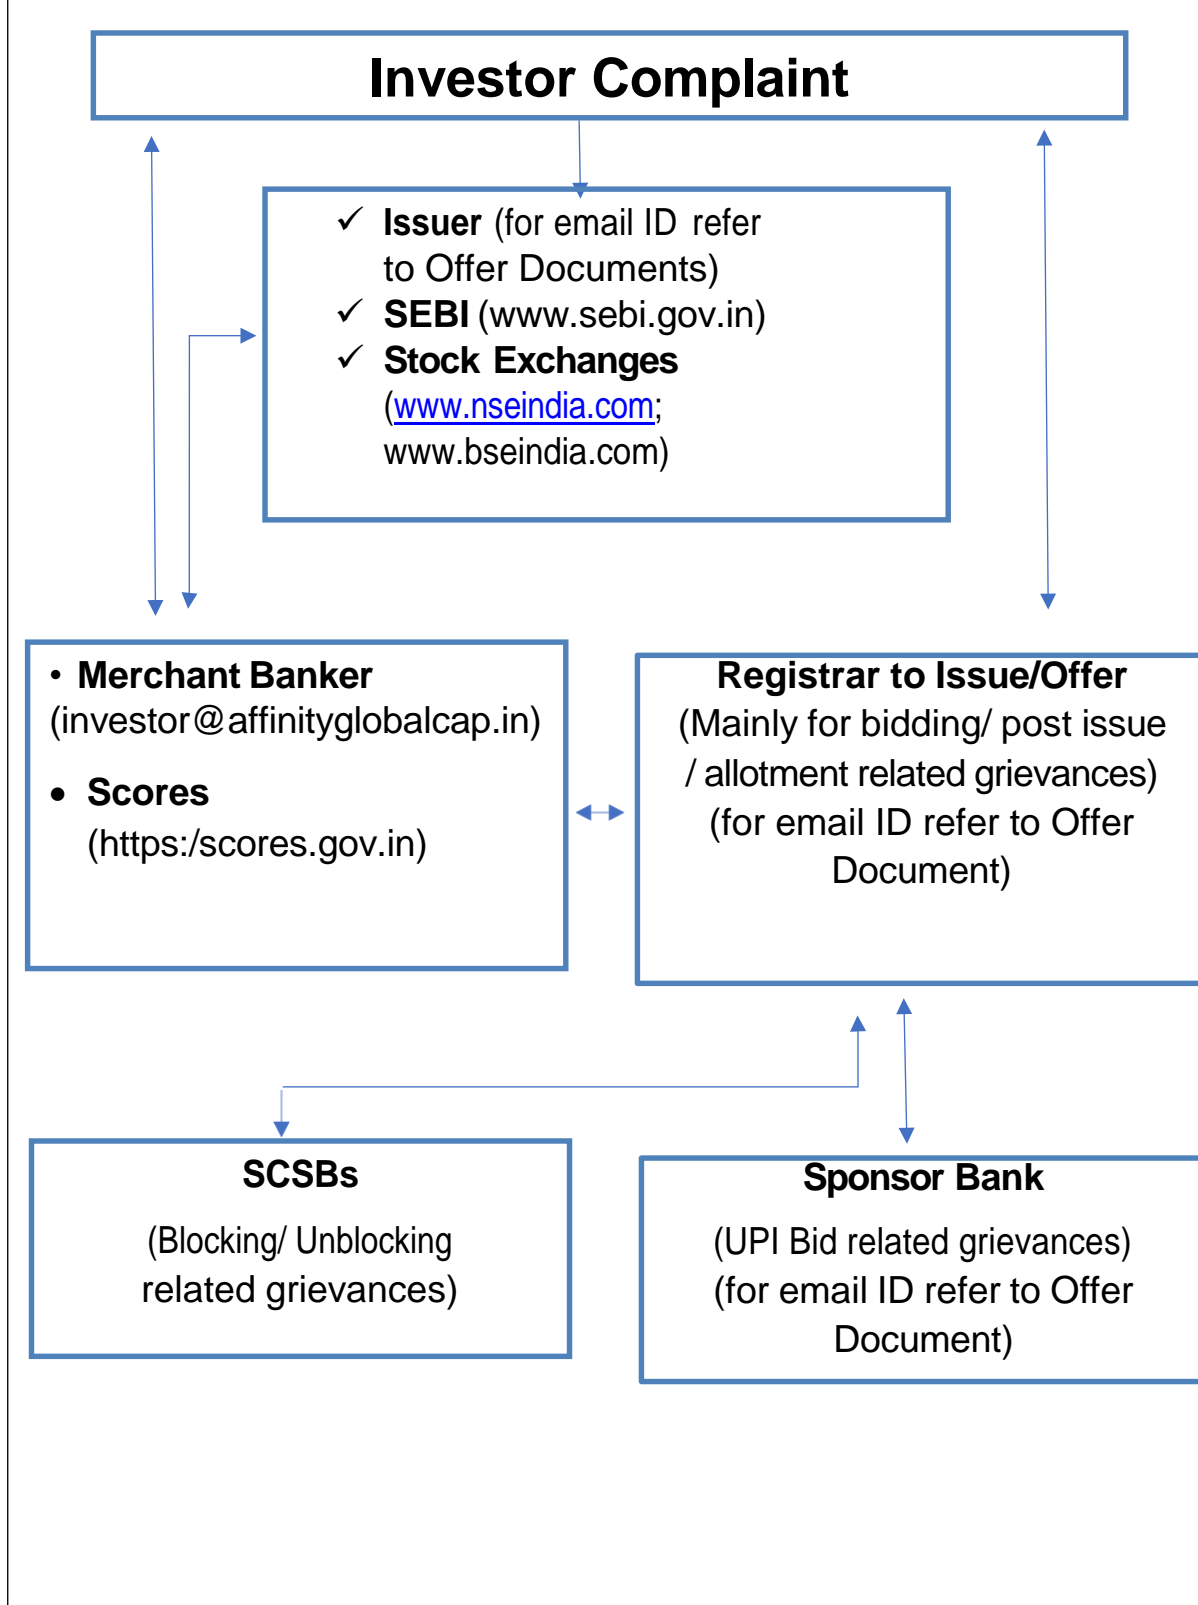 Investor Complaint
✓ Issuer (for email ID refer
to Offer Documents)
✓ SEBI (www.sebi.gov.in)
✓ Stock Exchanges
(www.nseindia.com;
www.bseindia.com)
• Merchant Banker
(investor@affinityglobalcap.in)
• Scores
(https:/scores.gov.in)
Registrar to Issue/Offer
(Mainly for bidding/ post issue
/ allotment related grievances)
(for email ID refer to Offer
Document)
SCSBs
(Blocking/ Unblocking
related grievances)
Sponsor Bank
(UPI Bid related grievances)
(for email ID refer to Offer
Document)